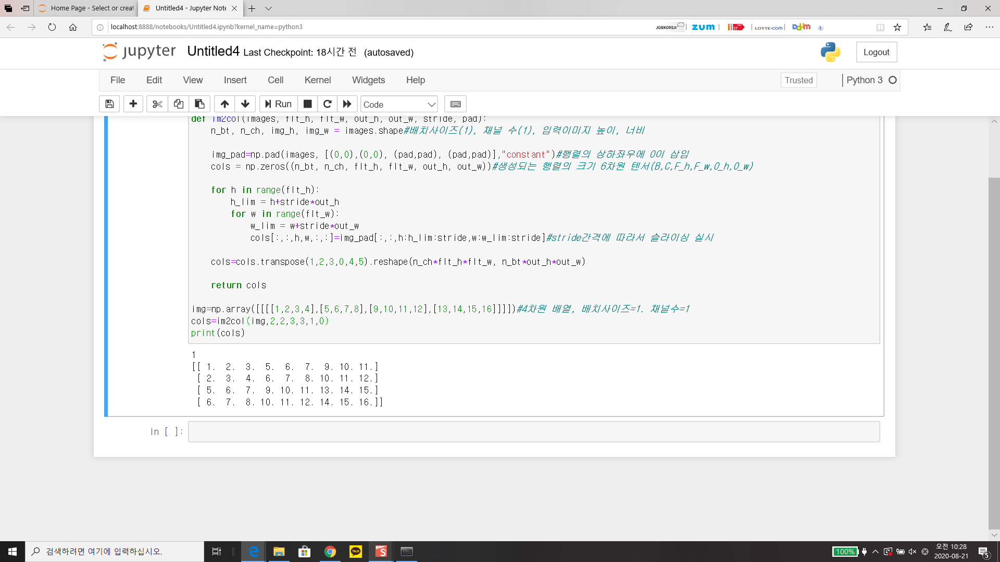 Home Page - Select or creat
Untitled4 - Jupyter Note
localhost:8888/notebooks/Untitled4.ipynb?kernel_name=python3
JOBKOREA
zum
11ST
LOTTE.COM
Daum
jupyter
Untitled4
Last Checkpoint: 18시간 전 (autosaved)
Logout
File Edit View Insert Cell Kernel Widgets Help
Trusted
Python 3
Run
Code
def im2col(images, flt_h, flt_w, out_h, out_w, stride, pad):
n_bt, n_ch, img_h, img_w = images.shape#배치사이즈(1), 채널 수(1), 입력이미지 높이, 너비
img_pad=np.pad(images, [(0,0),(0,0), (pad,pad), (pad,pad)],"constant")#행렬의 상하좌우에 0이 삽입
cols = np.zeros((n_bt, n_ch, flt_h, flt_w, out_h, out_w))#생성되는 행렬의 크기 6차원 텐서(B,C,F_h,F_w,O_h,O_w)
for h in range(flt_h):
h_lim = h+stride*out_h
for w in range(flt_w):
w_lim = w+stride*out_w
cols[:,:,h,w,:,:]=img_pad[:,:,h:h_lim:stride,w:w_lim:stride]#stride간격에 따라서 슬라이싱 실시
cols=cols.transpose(1,2,3,0,4,5).reshape(n_ch*flt_h*flt_w, n_bt*out_h*out_w)
return cols
img=np.array([[[[1,2,3,4],[5,6,7,8],[9,10,11,12],[13,14,15,16]]]])#4차원 배열, 배치사이즈=1. 채널수=1
cols=im2col(img,2,2,3,3,1,0)
print(cols)
1
[[ 1. 2. 3. 5. 6. 7. 9. 10. 11.]
[ 2. 3. 4. 6. 7. 8. 10. 11. 12.]
[ 5. 6. 7. 9. 10. 11. 13. 14. 15.]
[ 6. 7. 8. 10. 11. 12. 14. 15. 16.]]
In [ ]:
검색하려면 여기에 입력하십시오.
TALK
S
100%
오전 10:28
2020-08-21
5